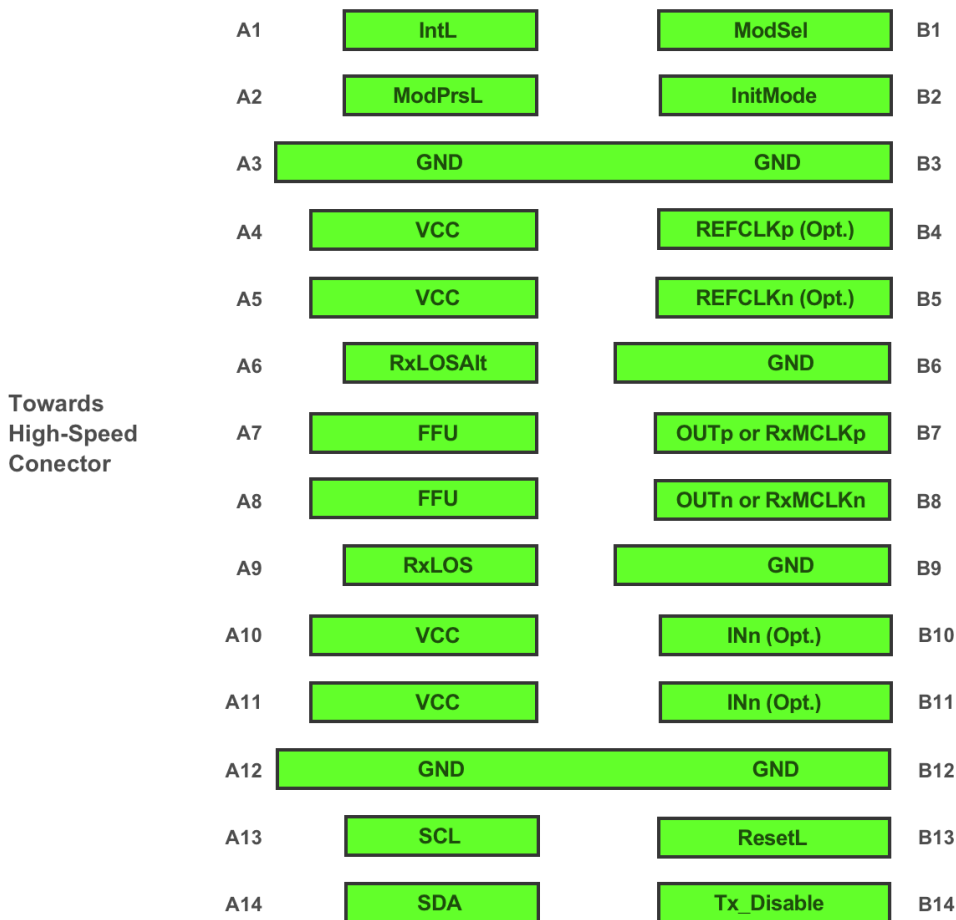 A1 IntL ModSel B1
A2 ModPrsL InitMode B2
A3 GND GND B3
A4 VCC REFCLKp (Opt.) B4
A5 VCC REFCLKn (Opt.) B5
A6 RxLOSAlt GND B6
Towards
High-Speed
Conector
A7 FFU OUTp or RxMCLKp B7
A8 FFU OUTn or RxMCLKn B8
A9 RxLOS GND B9
A10 VCC INn (Opt.) B10
A11 VCC INn (Opt.) B11
A12 GND GND B12
A13 SCL ResetL B13
A14 SDA Tx_Disable B14